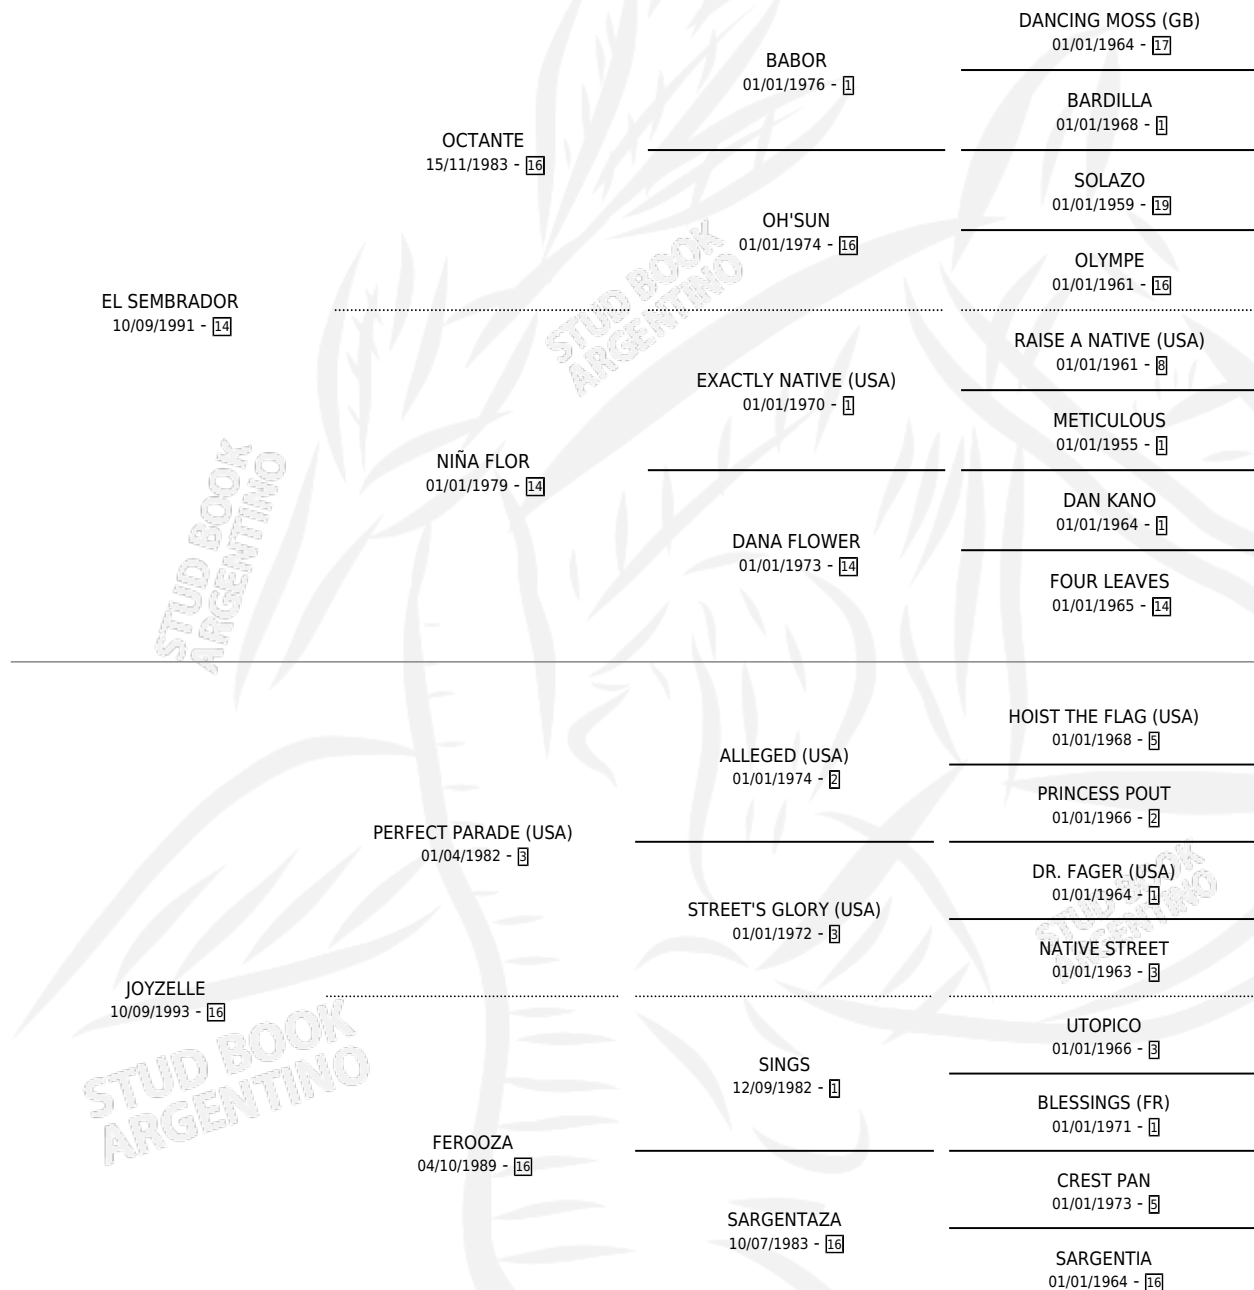 DANCING MOSS (GB)
01/01/1964 - 17
BABOR
01/01/1976 - 1
BARDILLA
01/01/1968 - 1
OCTANTE
15/11/1983 - 16
SOLAZO
01/01/1959 - 19
OH'SUN
01/01/1974 - 16
OLYMPE
01/01/1961 - 16
EL SEMBRADOR
10/09/1991 - 14
RAISE A NATIVE (USA)
01/01/1961 - 8
EXACTLY NATIVE (USA)
01/01/1970 - 1
METICULOUS
01/01/1955 - 1
NIÑA FLOR
01/01/1979 - 14
DAN KANO
01/01/1964 - 1
DANA FLOWER
01/01/1973 - 14
FOUR LEAVES
01/01/1965 - 14
HOIST THE FLAG (USA)
01/01/1968 - 5
ALLEGED (USA)
01/01/1974 - 2
PRINCESS POUT
01/01/1966 - 2
PERFECT PARADE (USA)
01/04/1982 - 3
DR. FAGER (USA)
01/01/1964 - 1
STREET'S GLORY (USA)
01/01/1972 - 3
NATIVE STREET
01/01/1963 - 3
JOYZELLE
10/09/1993 - 16
UTOPICO
01/01/1966 - 3
SINGS
12/09/1982 - 1
BLESSINGS (FR)
01/01/1971 - 1
FEROOZA
04/10/1989 - 16
CREST PAN
01/01/1973 - 5
SARGENTAZA
10/07/1983 - 16
SARGENTIA
01/01/1964 - 16
STUD BOOK
ARGENTINO
STUD BOOK
ARGENTINO
STUD BOOK
ARGENTINO
STUD BOOK
ARGENTINO